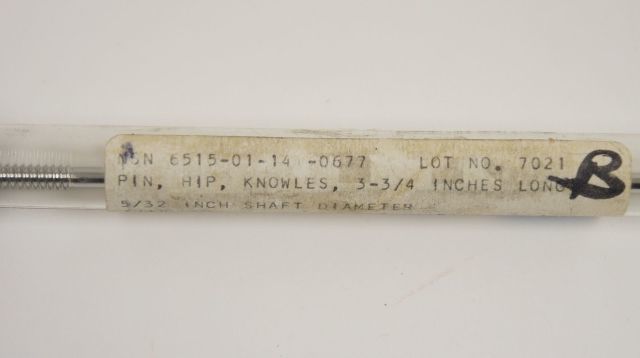 NSN 6515-01-14 -0677 LOT NO. 7021
PIN, HIP, KNOWLES, 3-3/4 INCHES LONG
9/32 INCH SHAFT DIAMETER
B